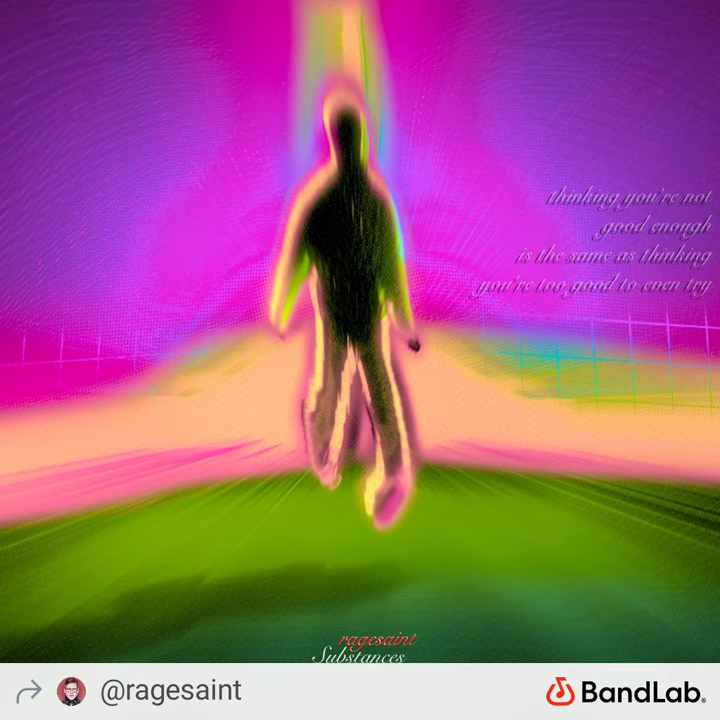 thinking you're not
good enough
is the same as thinking
you're too good to even try
ragesaint
Substances
@ragesaint
BandLab®